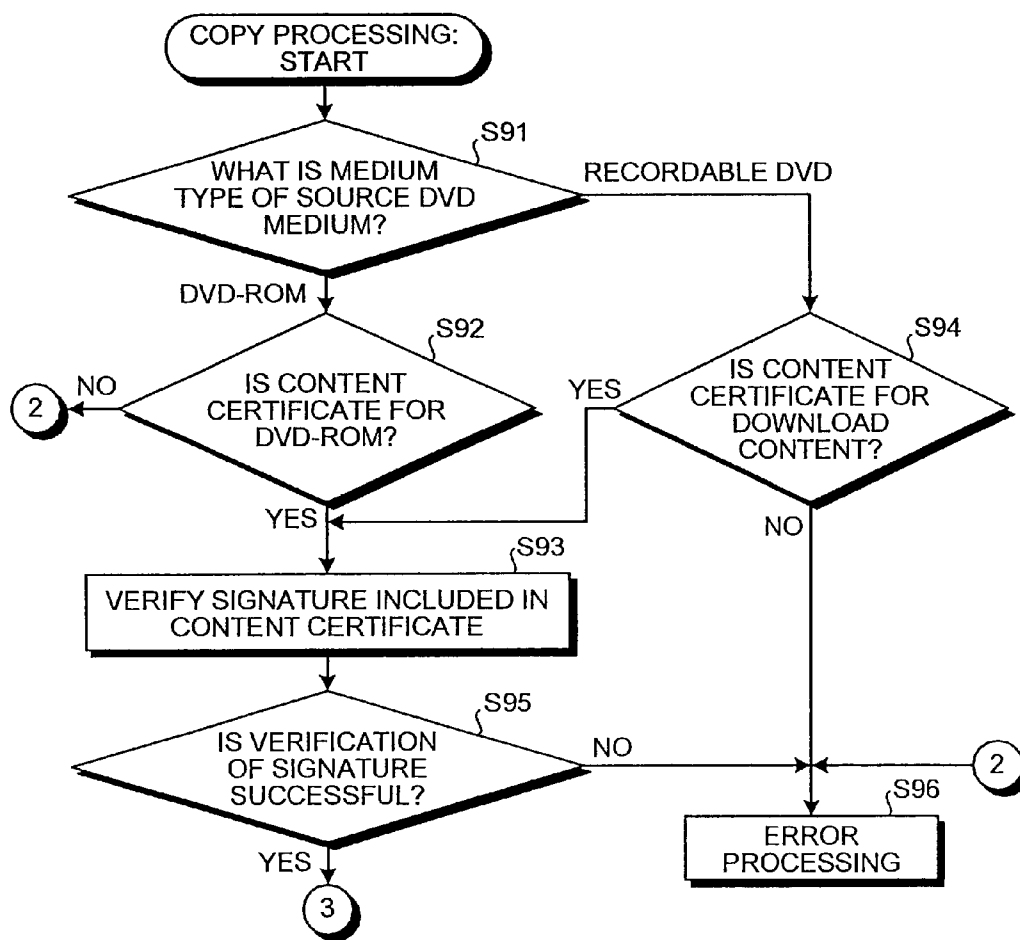 COPY PROCESSING:
START
S91
WHAT IS MEDIUM
TYPE OF SOURCE DVD
MEDIUM?
RECORDABLE DVD
DVD-ROM
S92
IS CONTENT
CERTIFICATE FOR
DVD-ROM?
NO
2
YES
S94
IS CONTENT
CERTIFICATE FOR
DOWNLOAD
CONTENT?
YES
NO
S93
VERIFY SIGNATURE INCLUDED IN
CONTENT CERTIFICATE
S95
IS VERIFICATION
OF SIGNATURE
SUCCESSFUL?
NO
2
S96
ERROR
PROCESSING
YES
3